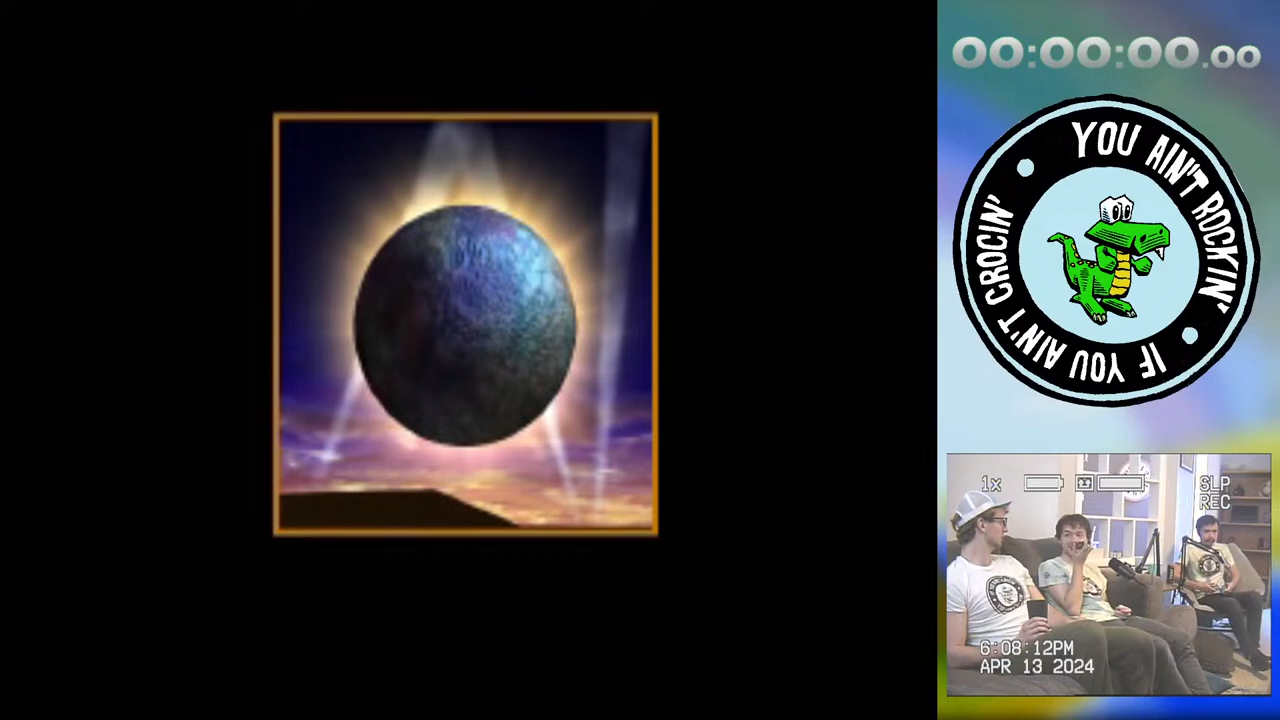 00:00:00.00
YOU AIN'T ROCKIN'
IF YOU AIN'T CROCIN'
1x
SLP
REC
6:08:12PM
APR 13 2024